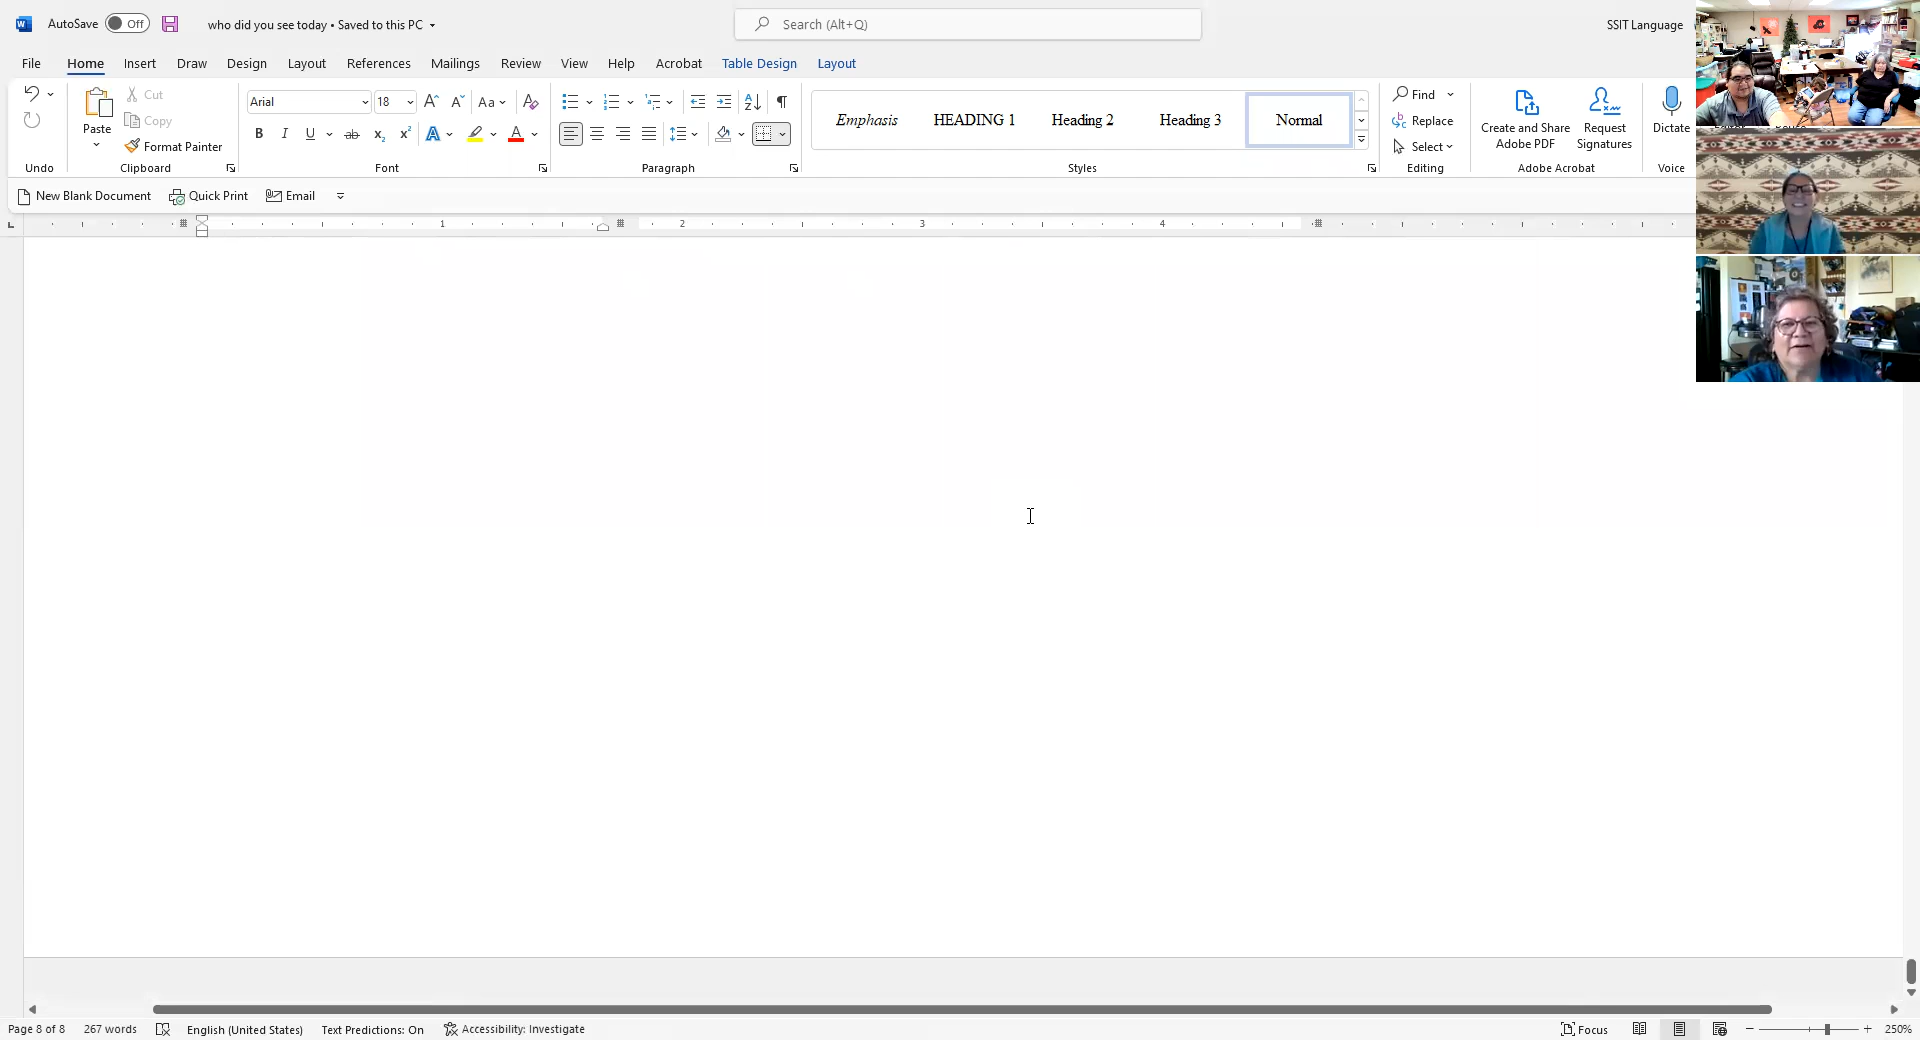 AutoSave Off who did you see today • Saved to this PC Search (Alt+Q) SSIT Language
File Home Insert Draw Design Layout References Mailings Review View Help Acrobat Table Design Layout
Paste Cut Copy Format Painter
Arial 18 Aa
B I U ab x2 x2 A A
Emphasis HEADING 1 Heading 2 Heading 3 Normal
Find Replace Select
Create and Share Adobe PDF Request Signatures Dictate
Undo Clipboard Font Paragraph Styles Editing Adobe Acrobat Voice
New Blank Document Quick Print Email
1 2 3 4
Page 8 of 8 267 words English (United States) Text Predictions: On Accessibility: Investigate Focus 250%